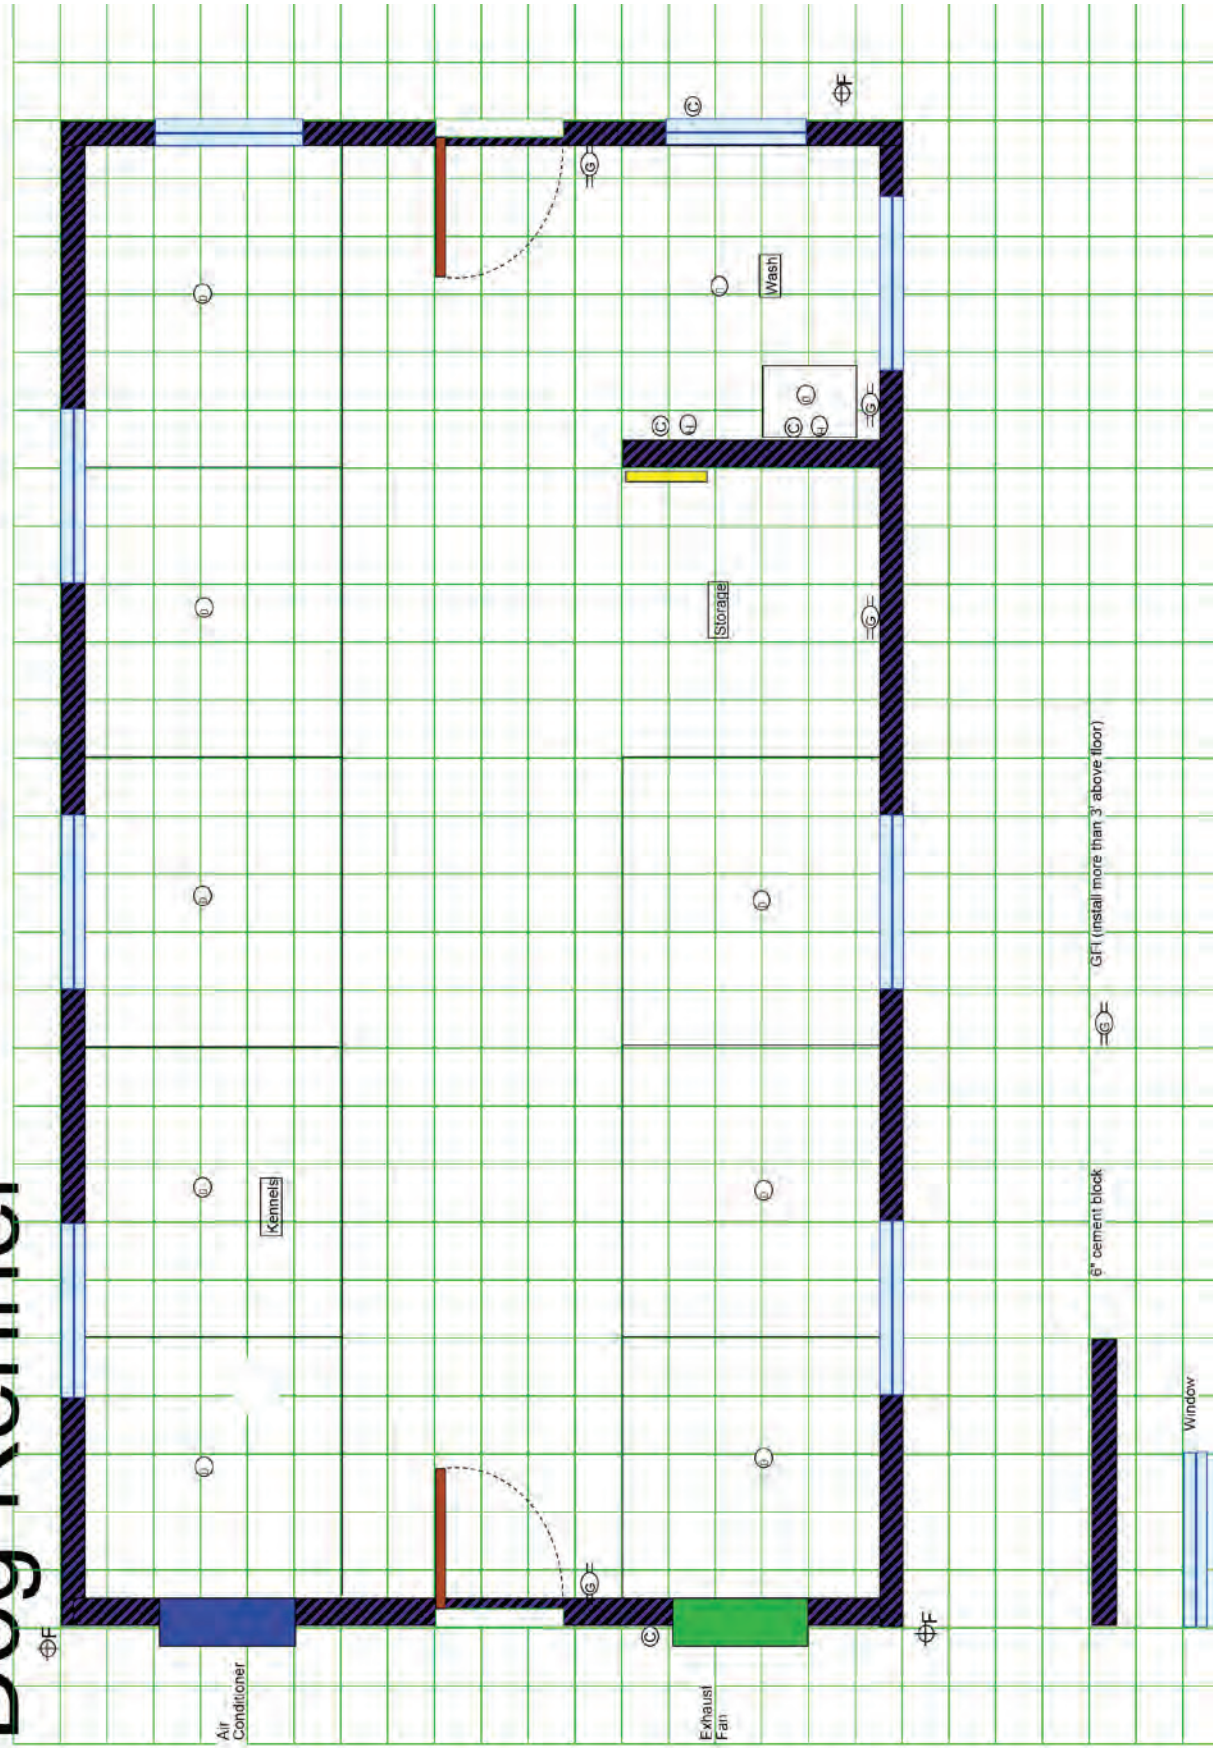 Dog Kennel
F
Air
Conditioner
D
D
D
D
D
Kennels
G
G
C
C
H
C
Exhaust
Fan
Storage
D
D
D
D
Wash
C
D
H
F
G
G
F
6" cement block
G
GFI (install more than 3' above floor)
Window